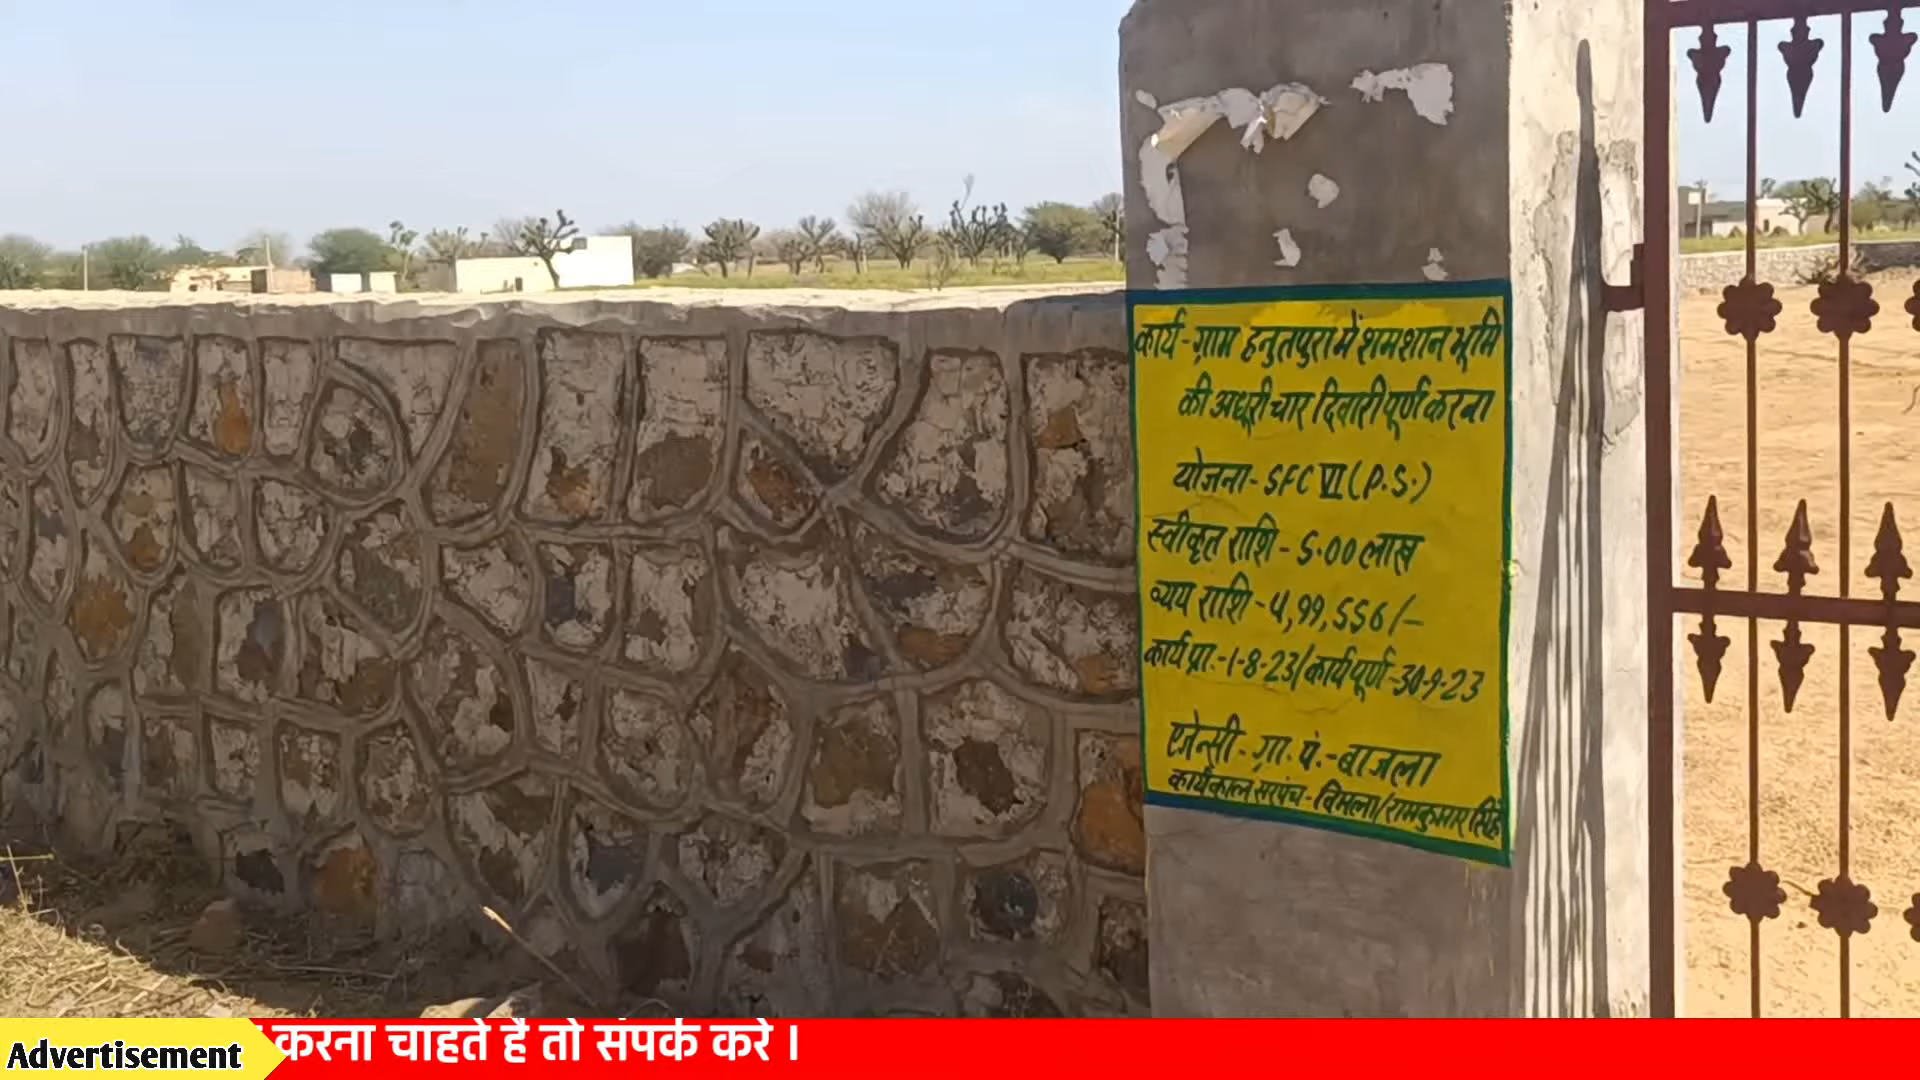 कार्य - ग्राम हनुतपुरा में शमशान भूमि
की अधूरी चार दिवारी पूर्ण करना
योजना - SFC VI (P.S.)
स्वीकृत राशि - 5.00 लाख
व्यय राशि - 4,99,556/-
कार्य प्रा.-1-8-23/कार्य पूर्ण-30-9-23
एजेन्सी - ग्रा. पं. - बाजला
कार्यकाल सरपंच - विमला/रामकुमार सिंह
Advertisement
करना चाहते है तो संपर्क करे ।